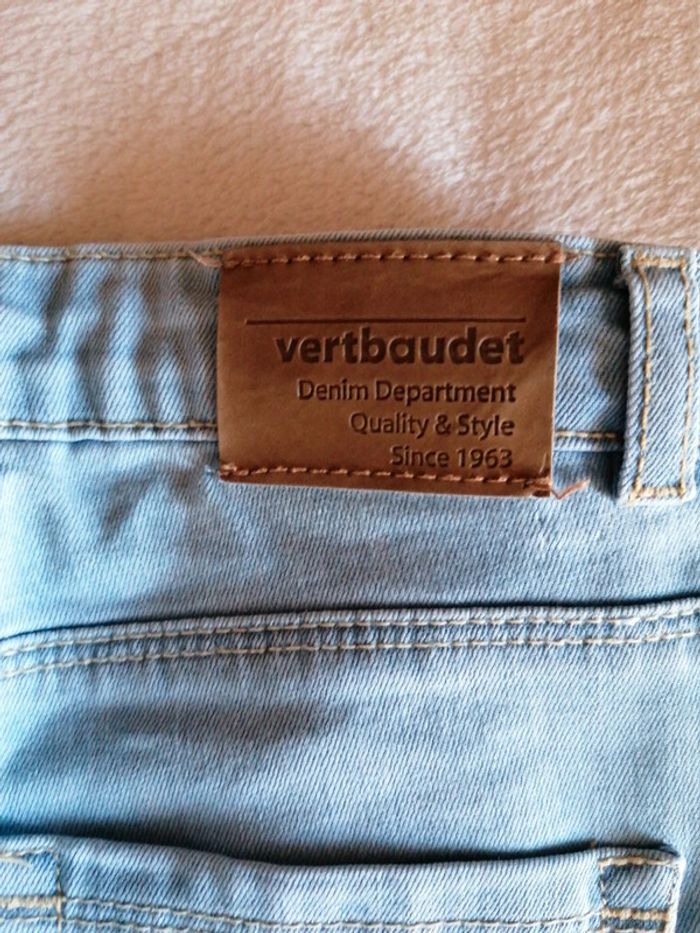 vertbaudet
Denim Department
Quality & Style
Since 1963